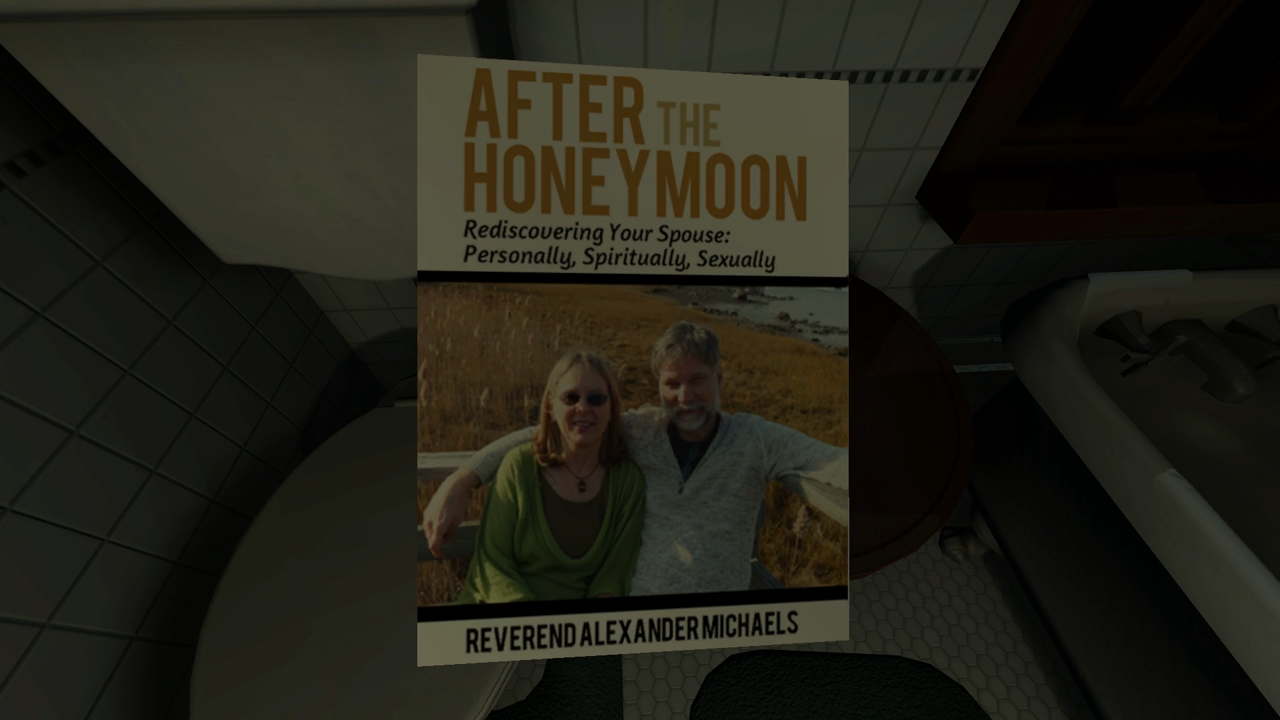 AFTER THE
HONEYMOON
Rediscovering Your Spouse:
Personally, Spiritually, Sexually
REVEREND ALEXANDER MICHAELS